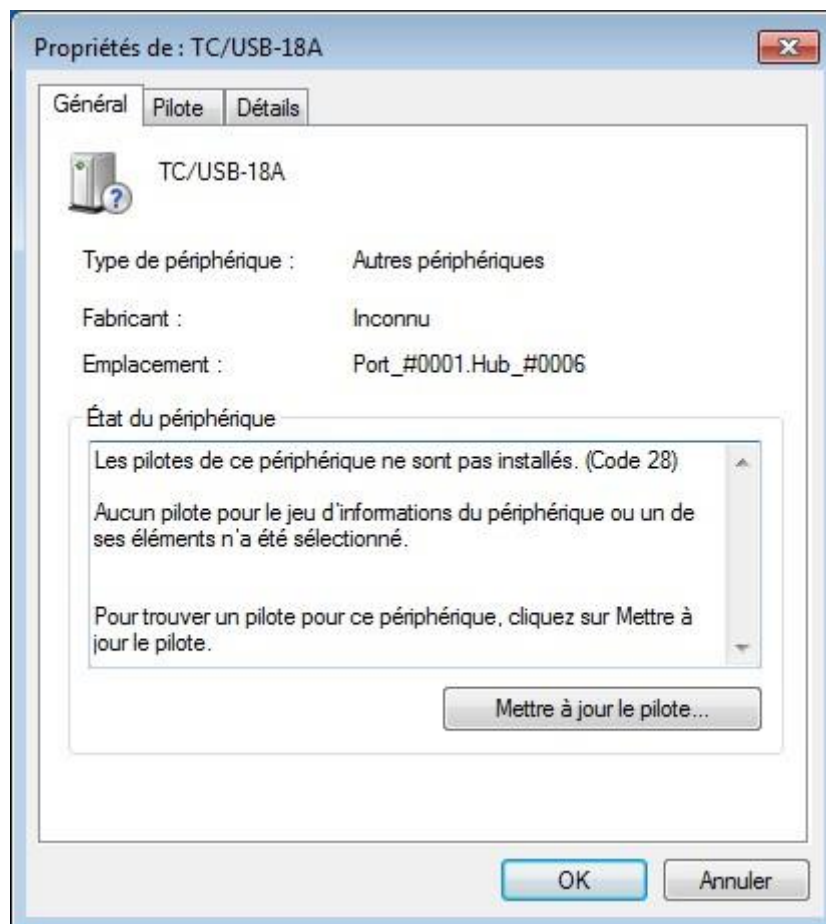 Propriétés de : TC/USB-18A
Général Pilote Détails
TC/USB-18A
Type de périphérique : Autres périphériques
Fabricant : Inconnu
Emplacement : Port_#0001.Hub_#0006
État du périphérique
Les pilotes de ce périphérique ne sont pas installés. (Code 28)
Aucun pilote pour le jeu d'informations du périphérique ou un de
ses éléments n'a été sélectionné.
Pour trouver un pilote pour ce périphérique, cliquez sur Mettre à
jour le pilote.
Mettre à jour le pilote...
OK Annuler